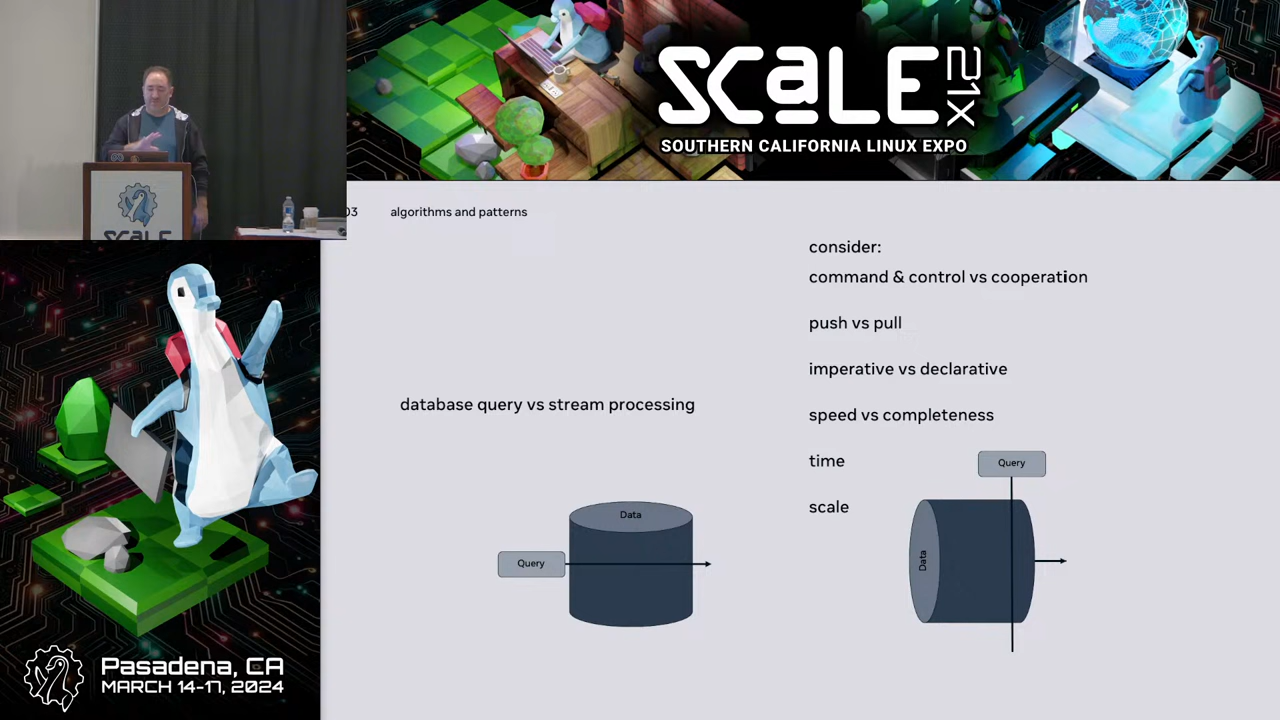 SCALE 21X
SOUTHERN CALIFORNIA LINUX EXPO
SCALE
03 algorithms and patterns
consider:
command & control vs cooperation
push vs pull
imperative vs declarative
database query vs stream processing
speed vs completeness
time
Query
scale
Data
Query
Data
Pasadena, CA
MARCH 14-17, 2024